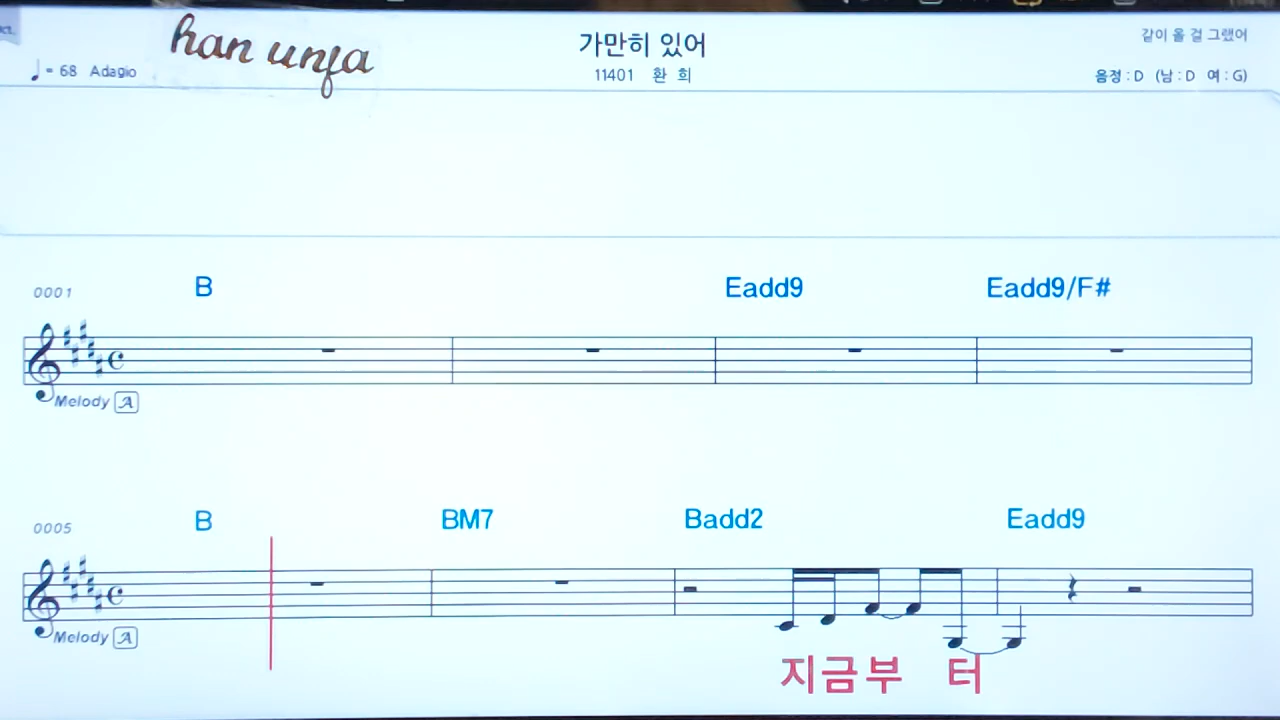 han unfa
가만히 있어
같이 올 걸 그랬어
♩= 68 Adagio
11401 환 희
음정 : D (남 : D 여 : G)
0001
B Eadd9 Eadd9/F#
Melody A
0005
B BM7 Badd2 Eadd9
Melody A
지금부 터